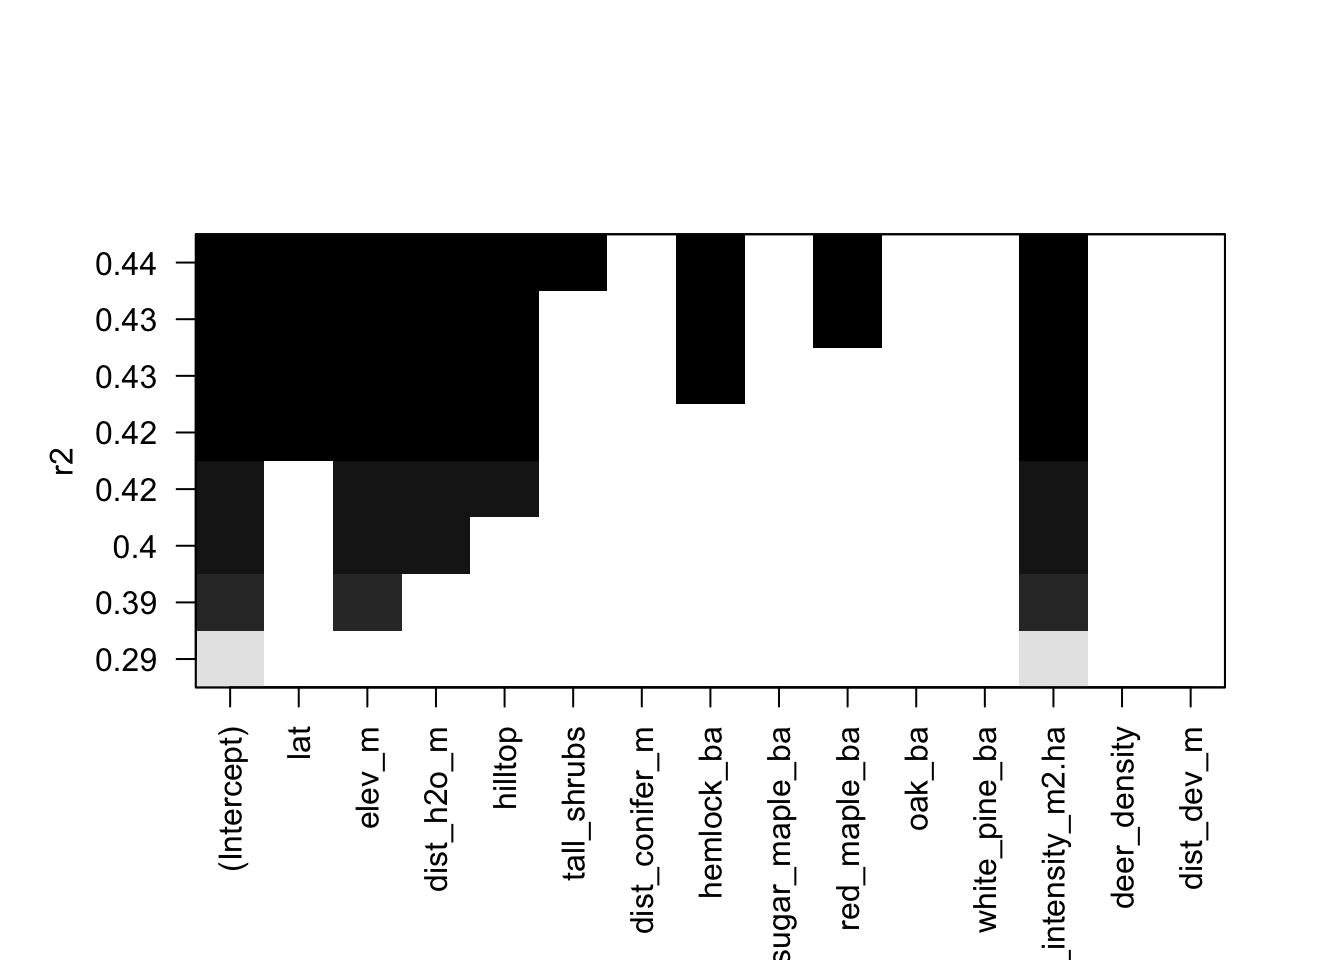 0.44
0.43
0.43
0.42
0.42
0.4
0.39
0.29
r2
(Intercept)
lat
elev_m
dist_h2o_m
hilltop
tall_shrubs
dist_conifer_m
hemlock_ba
sugar_maple_ba
red_maple_ba
oak_ba
white_pine_ba
_intensity_m2.ha
deer_density
dist_dev_m